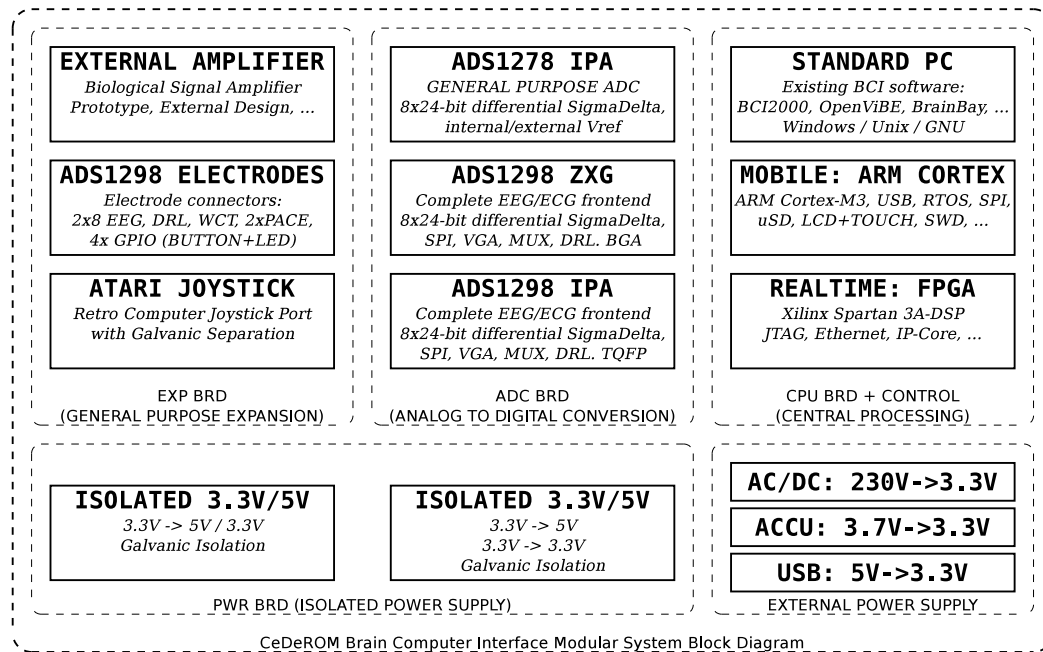 EXTERNAL AMPLIFIER
Biological Signal Amplifier
Prototype, External Design, ...
ADS1298 ELECTRODES
Electrode connectors:
2x8 EEG, DRL, WCT, 2xPACE,
4x GPIO (BUTTON+LED)
ATARI JOYSTICK
Retro Computer Joystick Port
with Galvanic Separation
EXP BRD
(GENERAL PURPOSE EXPANSION)
ADS1278 IPA
GENERAL PURPOSE ADC
8x24-bit differential SigmaDelta,
internal/external Vref
ADS1298 ZXG
Complete EEG/ECG frontend
8x24-bit differential SigmaDelta,
SPI, VGA, MUX, DRL. BGA
ADS1298 IPA
Complete EEG/ECG frontend
8x24-bit differential SigmaDelta,
SPI, VGA, MUX, DRL. TQFP
ADC BRD
(ANALOG TO DIGITAL CONVERSION)
STANDARD PC
Existing BCI software:
BCI2000, OpenViBE, BrainBay, ...
Windows / Unix / GNU
MOBILE: ARM CORTEX
ARM Cortex-M3, USB, RTOS, SPI,
uSD, LCD+TOUCH, SWD, ...
REALTIME: FPGA
Xilinx Spartan 3A-DSP
JTAG, Ethernet, IP-Core, ...
CPU BRD + CONTROL
(CENTRAL PROCESSING)
ISOLATED 3.3V/5V
3.3V -> 5V / 3.3V
Galvanic Isolation
ISOLATED 3.3V/5V
3.3V -> 5V
3.3V -> 3.3V
Galvanic Isolation
PWR BRD (ISOLATED POWER SUPPLY)
AC/DC: 230V->3.3V
ACCU: 3.7V->3.3V
USB: 5V->3.3V
EXTERNAL POWER SUPPLY
CeDeROM Brain Computer Interface Modular System Block Diagram